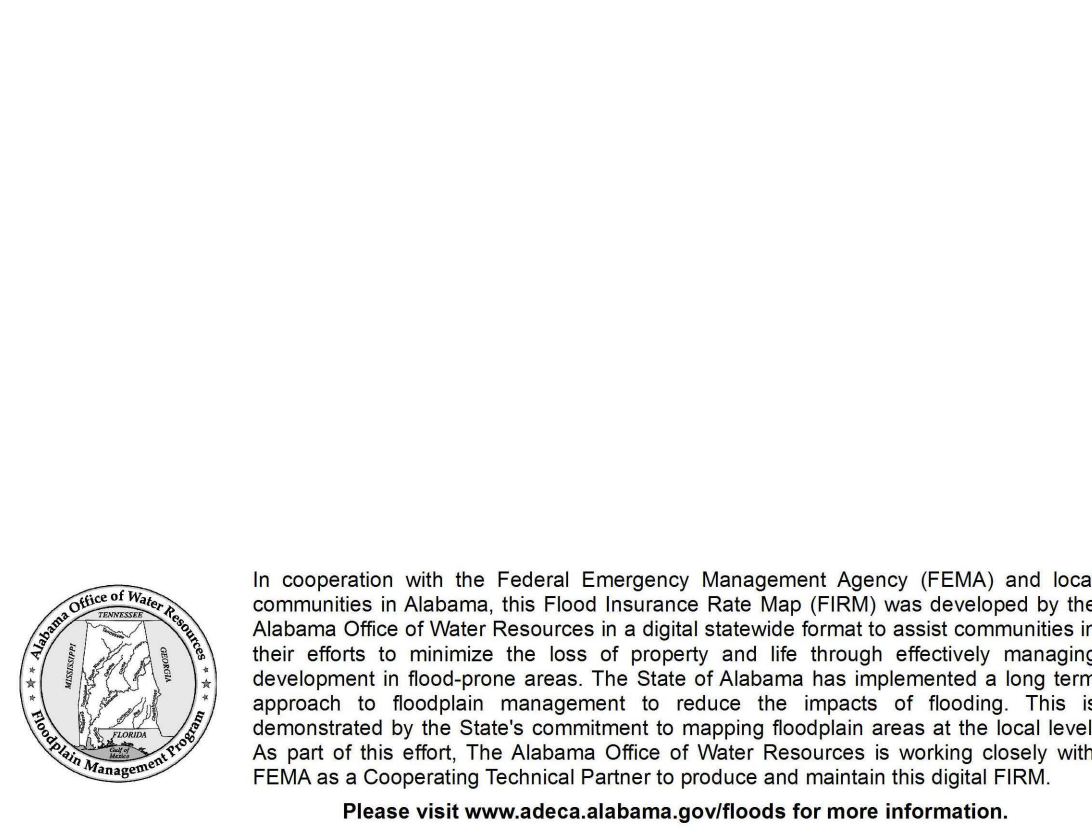 Alabama Office of Water Resources
TENNESSEE
MISSISSIPPI
GEORGIA
FLORIDA
Gulf of
Mexico
Floodplain Management Program
In cooperation with the Federal Emergency Management Agency (FEMA) and loca
communities in Alabama, this Flood Insurance Rate Map (FIRM) was developed by the
Alabama Office of Water Resources in a digital statewide format to assist communities in
their efforts to minimize the loss of property and life through effectively managing
development in flood-prone areas. The State of Alabama has implemented a long term
approach to floodplain management to reduce the impacts of flooding. This is
demonstrated by the State's commitment to mapping floodplain areas at the local level
As part of this effort, The Alabama Office of Water Resources is working closely with
FEMA as a Cooperating Technical Partner to produce and maintain this digital FIRM.
Please visit www.adeca.alabama.gov/floods for more information.